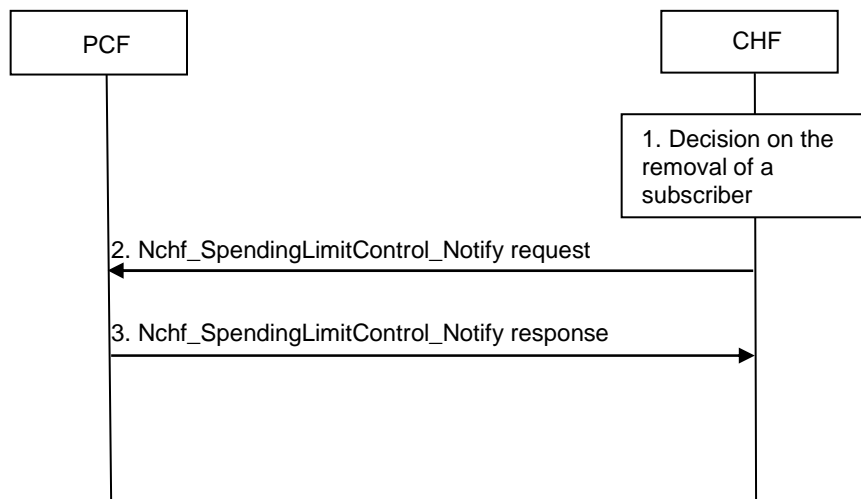 PCF
CHF
1. Decision on the
removal of a
subscriber
2. Nchf_SpendingLimitControl_Notify request
3. Nchf_SpendingLimitControl_Notify response